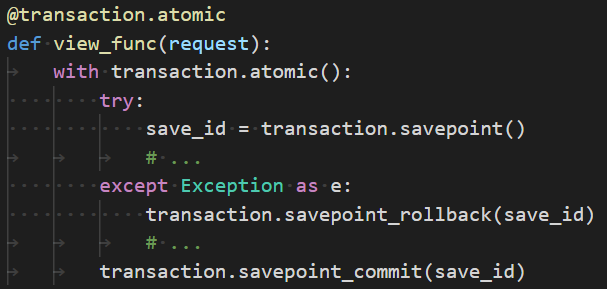 @transaction.atomic
def view_func(request):
    with transaction.atomic():
        try:
            save_id = transaction.savepoint()
            # ...
        except Exception as e:
            transaction.savepoint_rollback(save_id)
            # ...
        transaction.savepoint_commit(save_id)